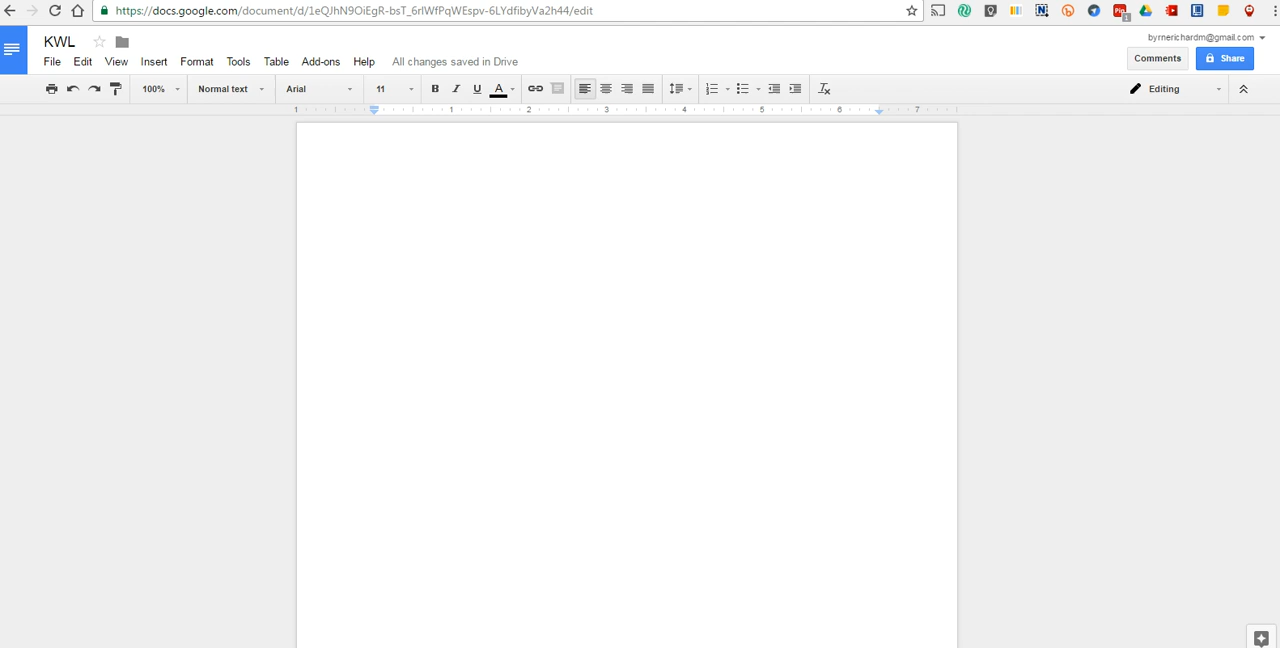 https://docs.google.com/document/d/1eQJhN9OiEgR-bsT_6rlWfPqWEspv-6LYdfibyVa2h44/edit
KWL
byrnerichardm@gmail.com
File Edit View Insert Format Tools Table Add-ons Help All changes saved in Drive
Comments Share
100% Normal text Arial 11 B I U A Editing
1 1 2 3 4 5 6 7